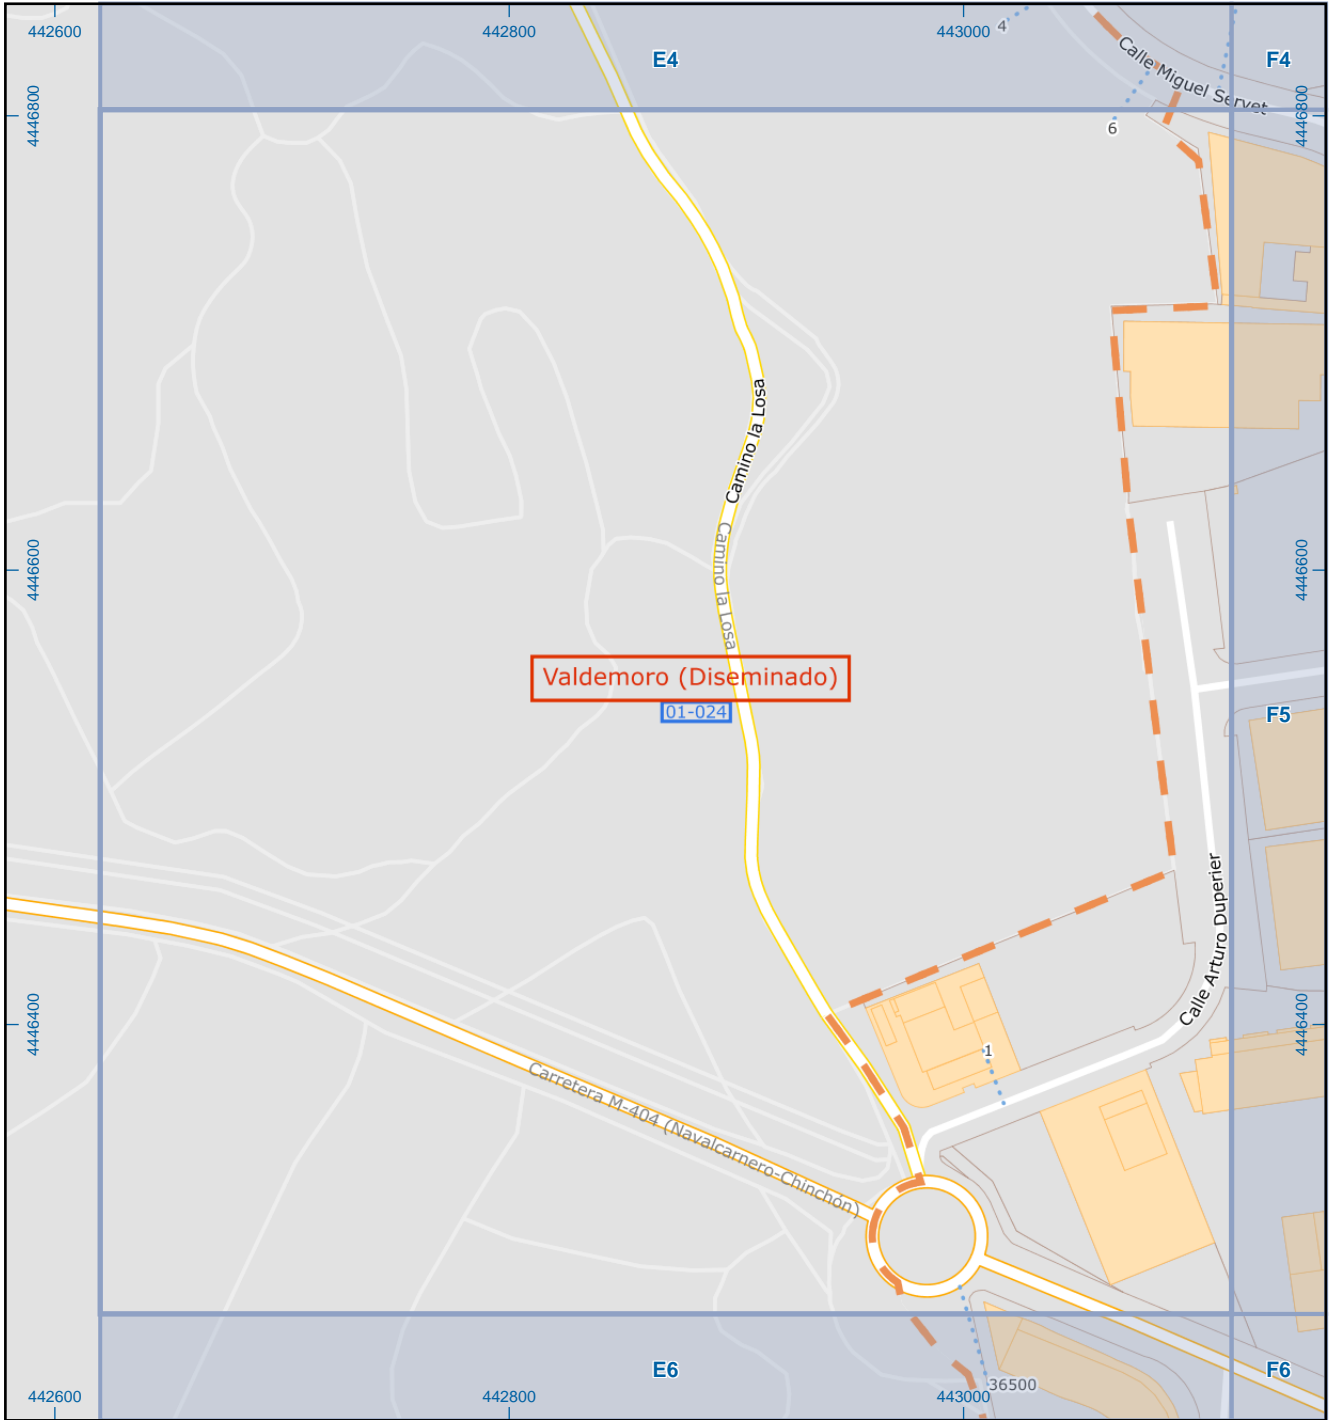 442600
442800
443000
4
E4
F4
Calle Miguel Servet
4446800
4446800
6
Camino la Losa
Camino la Losa
4446600
4446600
Valdemoro (Diseminado)
01-024
F5
Calle Arturo Duperier
4446400
4446400
1
Carretera M-404 (Navalcarnero-Chinchón)
E6
F6
36500
442600
442800
443000